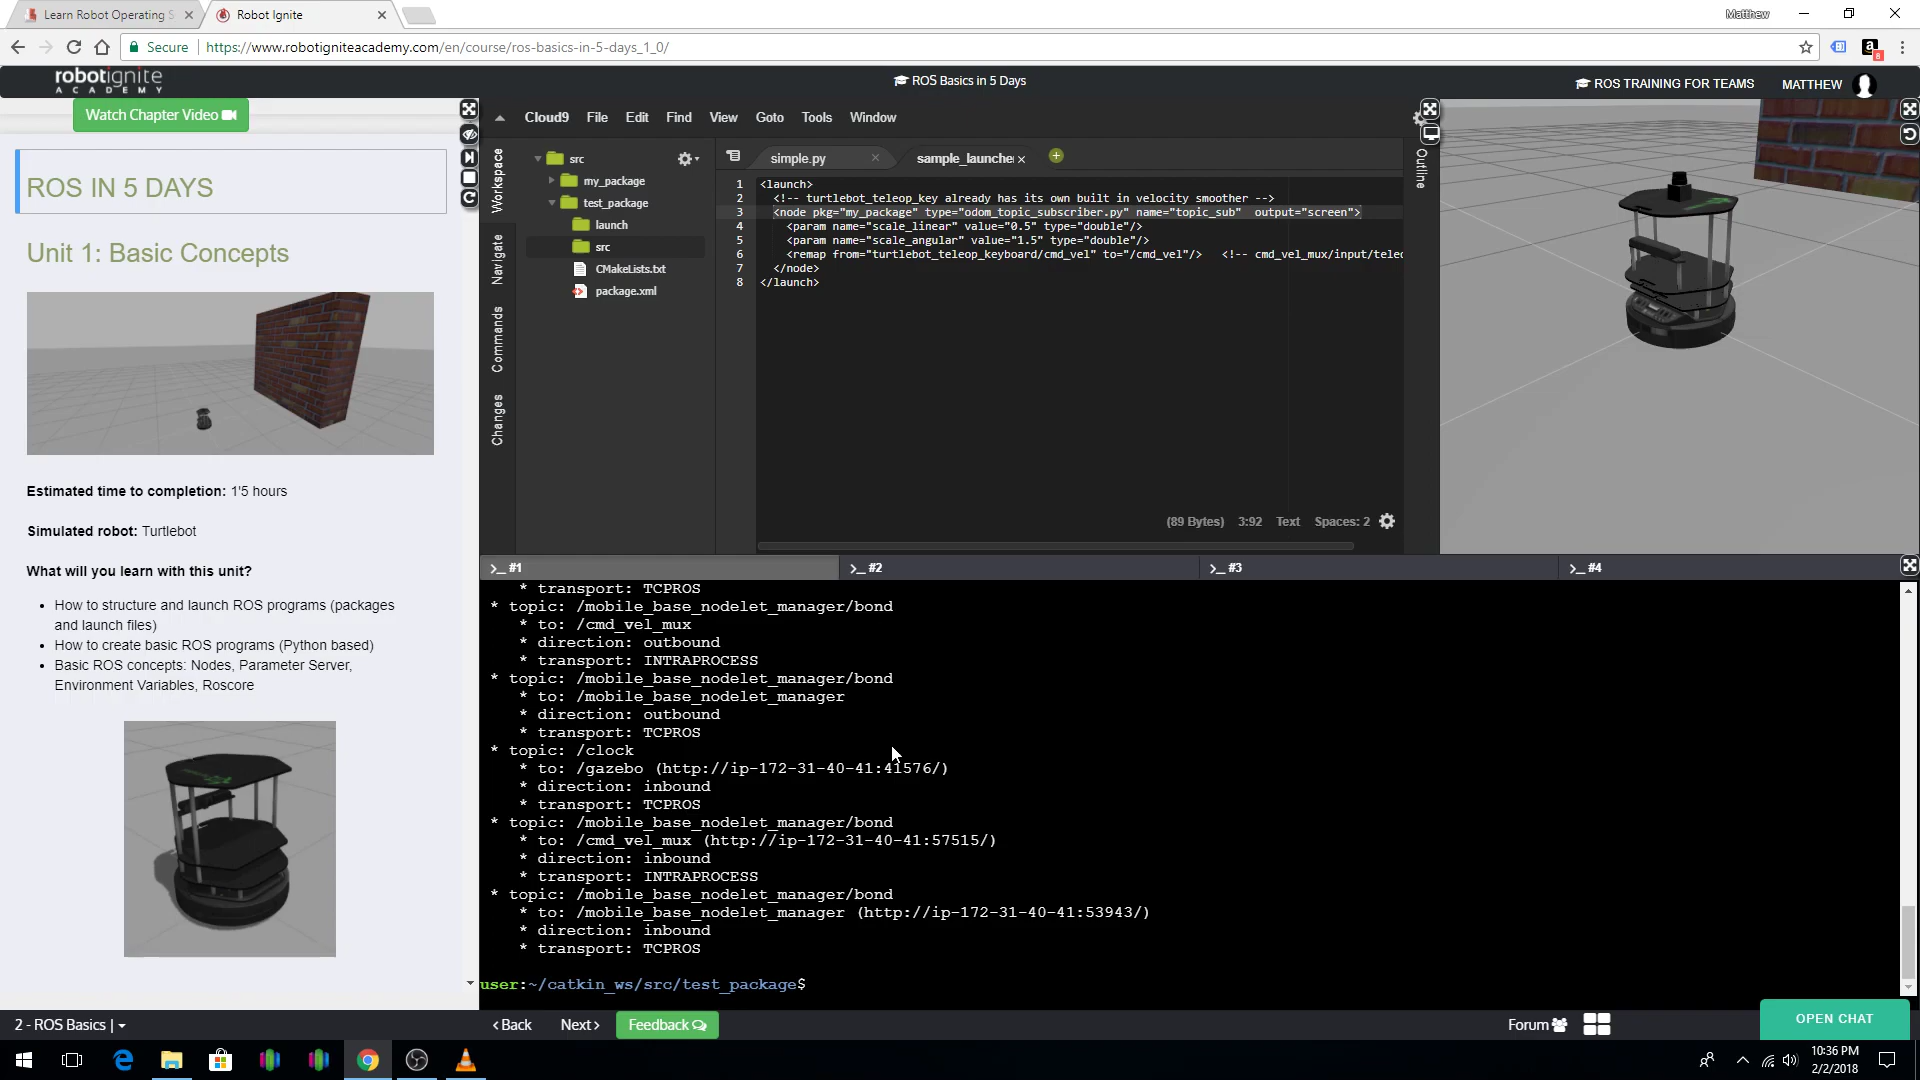 Learn Robot Operating S
Robot Ignite
Matthew
Secure
https://www.robotigniteacademy.com/en/course/ros-basics-in-5-days_1_0/
robotignite
ACADEMY
ROS Basics in 5 Days
ROS TRAINING FOR TEAMS
MATTHEW
Watch Chapter Video
ROS IN 5 DAYS
Unit 1: Basic Concepts
Estimated time to completion: 1'5 hours
Simulated robot: Turtlebot
What will you learn with this unit?
• How to structure and launch ROS programs (packages
and launch files)
• How to create basic ROS programs (Python based)
• Basic ROS concepts: Nodes, Parameter Server,
Environment Variables, Roscore
Cloud9 File Edit Find View Goto Tools Window
Workspace
Navigate
Commands
Changes
src
my_package
test_package
launch
src
CMakeLists.txt
package.xml
simple.py
sample_launche
1 <launch>
2 <!-- turtlebot_teleop_key already has its own built in velocity smoother -->
3 <node pkg="my_package" type="odom_topic_subscriber.py" name="topic_sub"  output="screen">
4 <param name="scale_linear" value="0.5" type="double"/>
5 <param name="scale_angular" value="1.5" type="double"/>
6 <remap from="turtlebot_teleop_keyboard/cmd_vel" to="/cmd_vel"/>   <!-- cmd_vel_mux/input/teleo
7 </node>
8 </launch>
(89 Bytes) 3:92 Text Spaces: 2
Outline
>_ #1
>_ #2
>_ #3
>_ #4
* transport: TCPROS
* topic: /mobile_base_nodelet_manager/bond
* to: /cmd_vel_mux
* direction: outbound
* transport: INTRAPROCESS
* topic: /mobile_base_nodelet_manager/bond
* to: /mobile_base_nodelet_manager
* direction: outbound
* transport: TCPROS
* topic: /clock
* to: /gazebo (http://ip-172-31-40-41:41576/)
* direction: inbound
* transport: TCPROS
* topic: /mobile_base_nodelet_manager/bond
* to: /cmd_vel_mux (http://ip-172-31-40-41:57515/)
* direction: inbound
* transport: INTRAPROCESS
* topic: /mobile_base_nodelet_manager/bond
* to: /mobile_base_nodelet_manager (http://ip-172-31-40-41:53943/)
* direction: inbound
* transport: TCPROS
user:~/catkin_ws/src/test_package$
2 - ROS Basics |
Back
Next
Feedback
Forum
OPEN CHAT
10:36 PM
2/2/2018